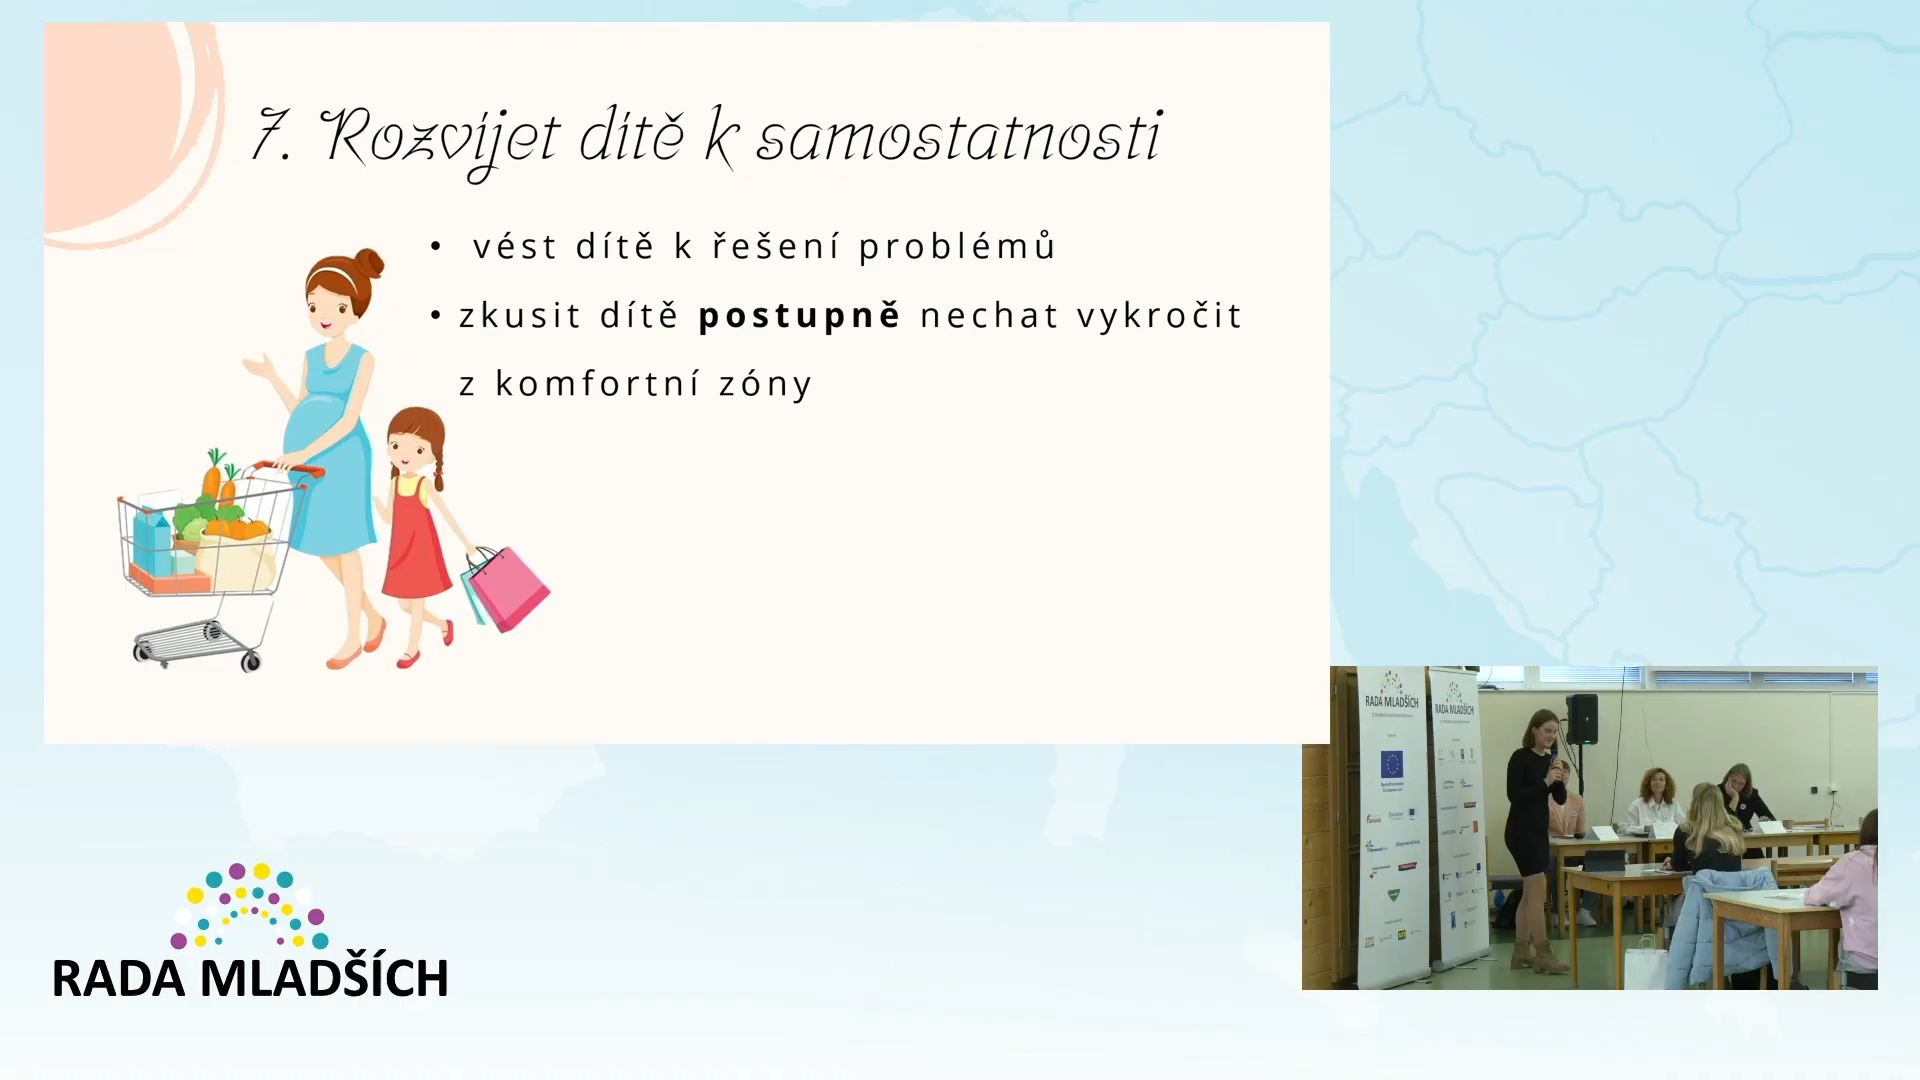 7. Rozvíjet dítě k samostatnosti
• vést dítě k řešení problémů
• zkusit dítě postupně nechat vykročit
z komfortní zóny
RADA MLADŠÍCH
RADA MLADŠÍCH
RADA MLADŠÍCH